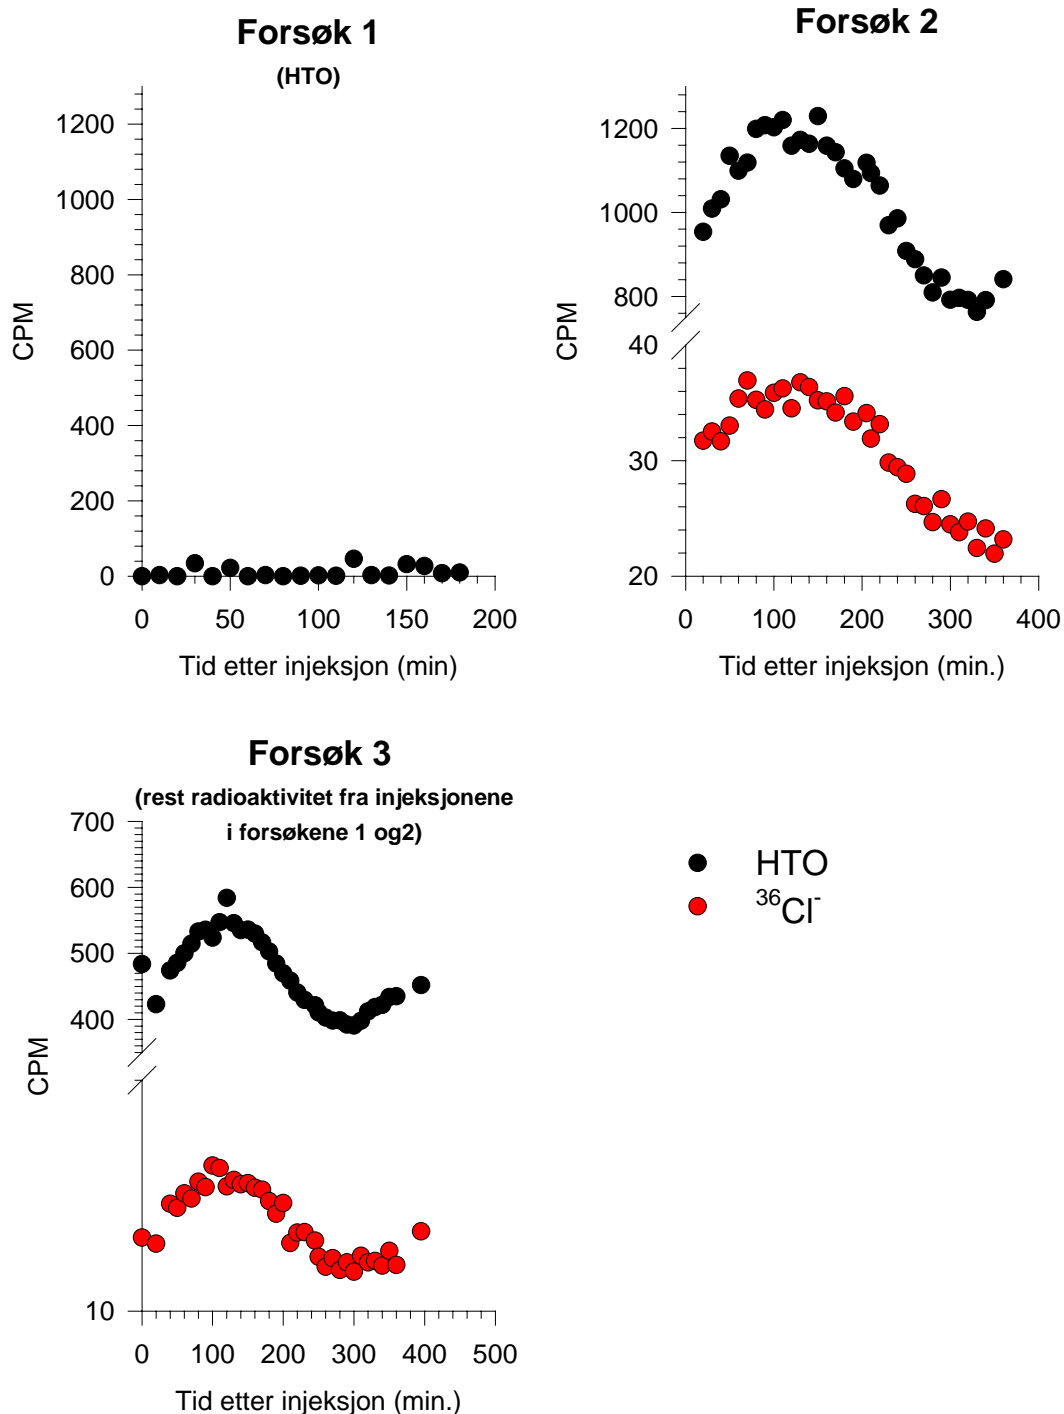 Forsøk 1
(HTO)
1200
1000
800
600
400
200
0
CPM
0 50 100 150 200
Tid etter injeksjon (min)
Forsøk 2
1200
1000
800
40
30
20
CPM
0 100 200 300 400
Tid etter injeksjon (min.)
Forsøk 3
(rest radioaktivitet fra injeksjonene
i forsøkene 1 og2)
700
600
500
400
10
CPM
0 100 200 300 400 500
Tid etter injeksjon (min.)
HTO
³⁶Cl⁻